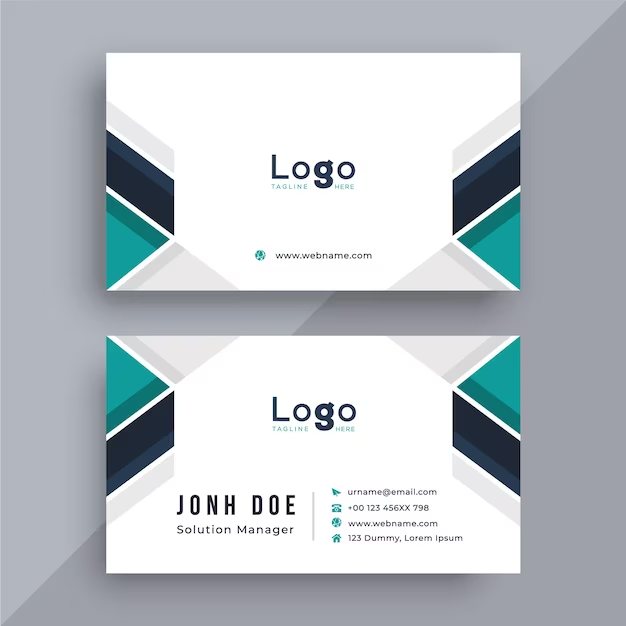 Logo
TAGLINE HERE
www.webname.com
Logo
TAGLINE HERE
JONH DOE
Solution Manager
urname@email.com
+00 123 456XX 798
www.webname.com
123 Dummy, Lorem Ipsum